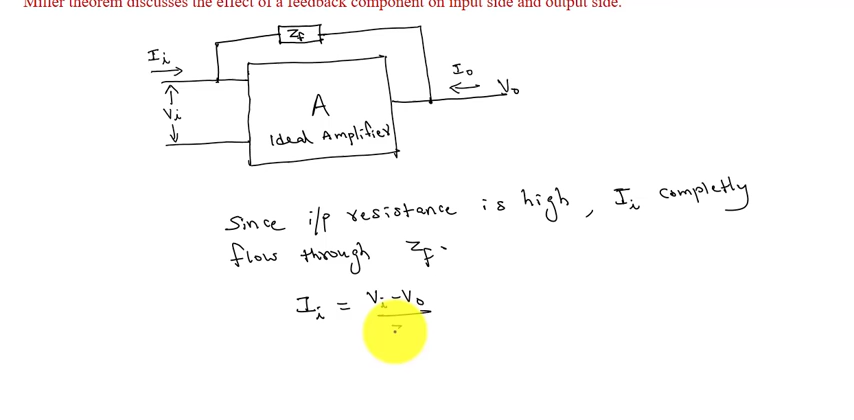 Miller theorem discusses the effect of a feedback component on input side and output side.
Zf
Ii
Io
Vo
Vi
A
Ideal Amplifier
Since i/p resistance is high, Ii completly
flow through Zf.
Ii = Vi - Vo